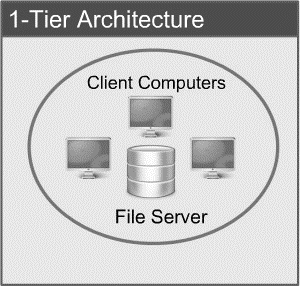 1-Tier Architecture
Client Computers
File Server